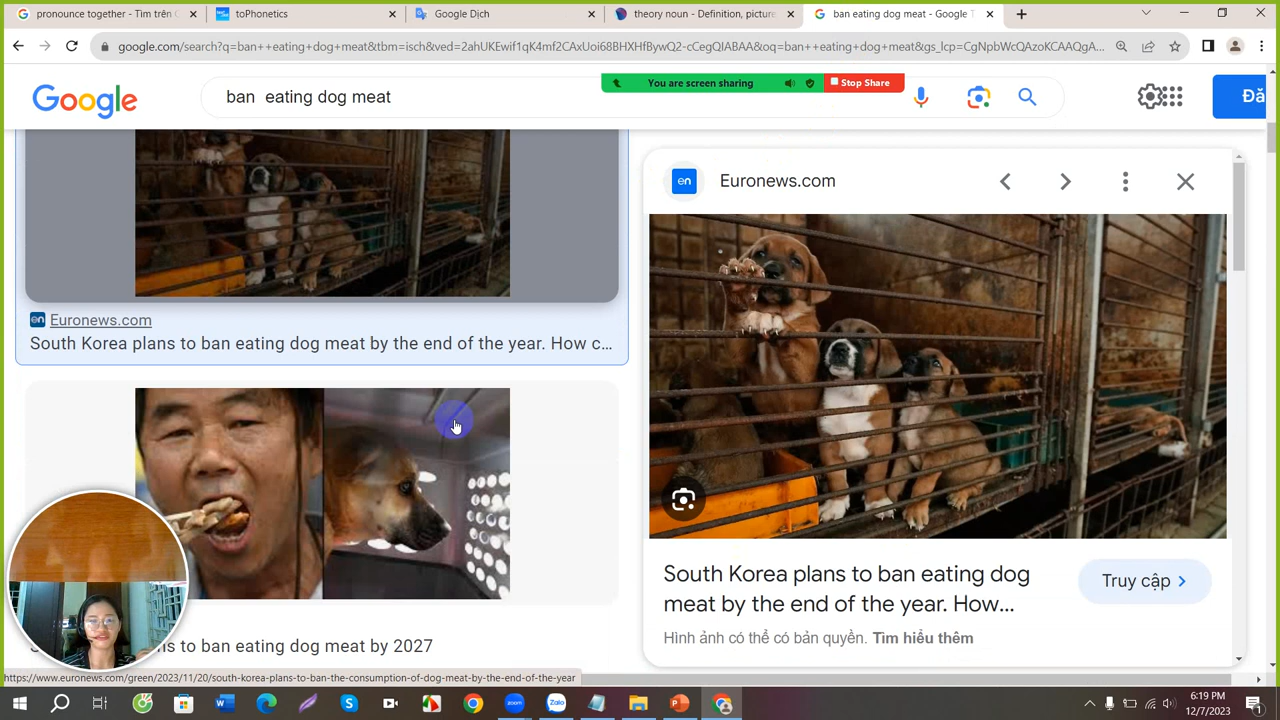 pronounce together - Tìm trên G
toPhonetics
Google Dịch
theory noun - Definition, picture
ban eating dog meat - Google T
google.com/search?q=ban++eating+dog+meat&tbm=isch&ved=2ahUKEwif1qK4mf2CAxUoi68BHXfBywQ2-cCegQIABAA&oq=ban++eating+dog+meat&gs_lcp=CgNpbWcQAzoKCAAQgA...
Google
ban eating dog meat
You are screen sharing
Stop Share
Đă
en
Euronews.com
en
Euronews.com
South Korea plans to ban eating dog meat by the end of the year. How c...
ns to ban eating dog meat by 2027
South Korea plans to ban eating dog
meat by the end of the year. How...
Truy cập
Hình ảnh có thể có bản quyền. Tìm hiểu thêm
https://www.euronews.com/green/2023/11/20/south-korea-plans-to-ban-the-consumption-of-dog-meat-by-the-end-of-the-year
zoom
Zalo
6:19 PM
12/7/2023